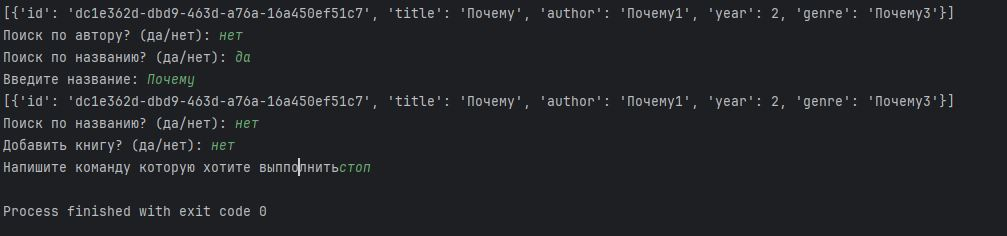 [{'id': 'dc1e362d-dbd9-463d-a76a-16a450ef51c7', 'title': 'Почему', 'author': 'Почему1', 'year': 2, 'genre': 'Почему3'}]
Поиск по автору? (да/нет): нет
Поиск по названию? (да/нет): да
Введите название: Почему
[{'id': 'dc1e362d-dbd9-463d-a76a-16a450ef51c7', 'title': 'Почему', 'author': 'Почему1', 'year': 2, 'genre': 'Почему3'}]
Поиск по названию? (да/нет): нет
Добавить книгу? (да/нет): нет
Напишите команду которую хотите выпполнитьстоп
Process finished with exit code 0